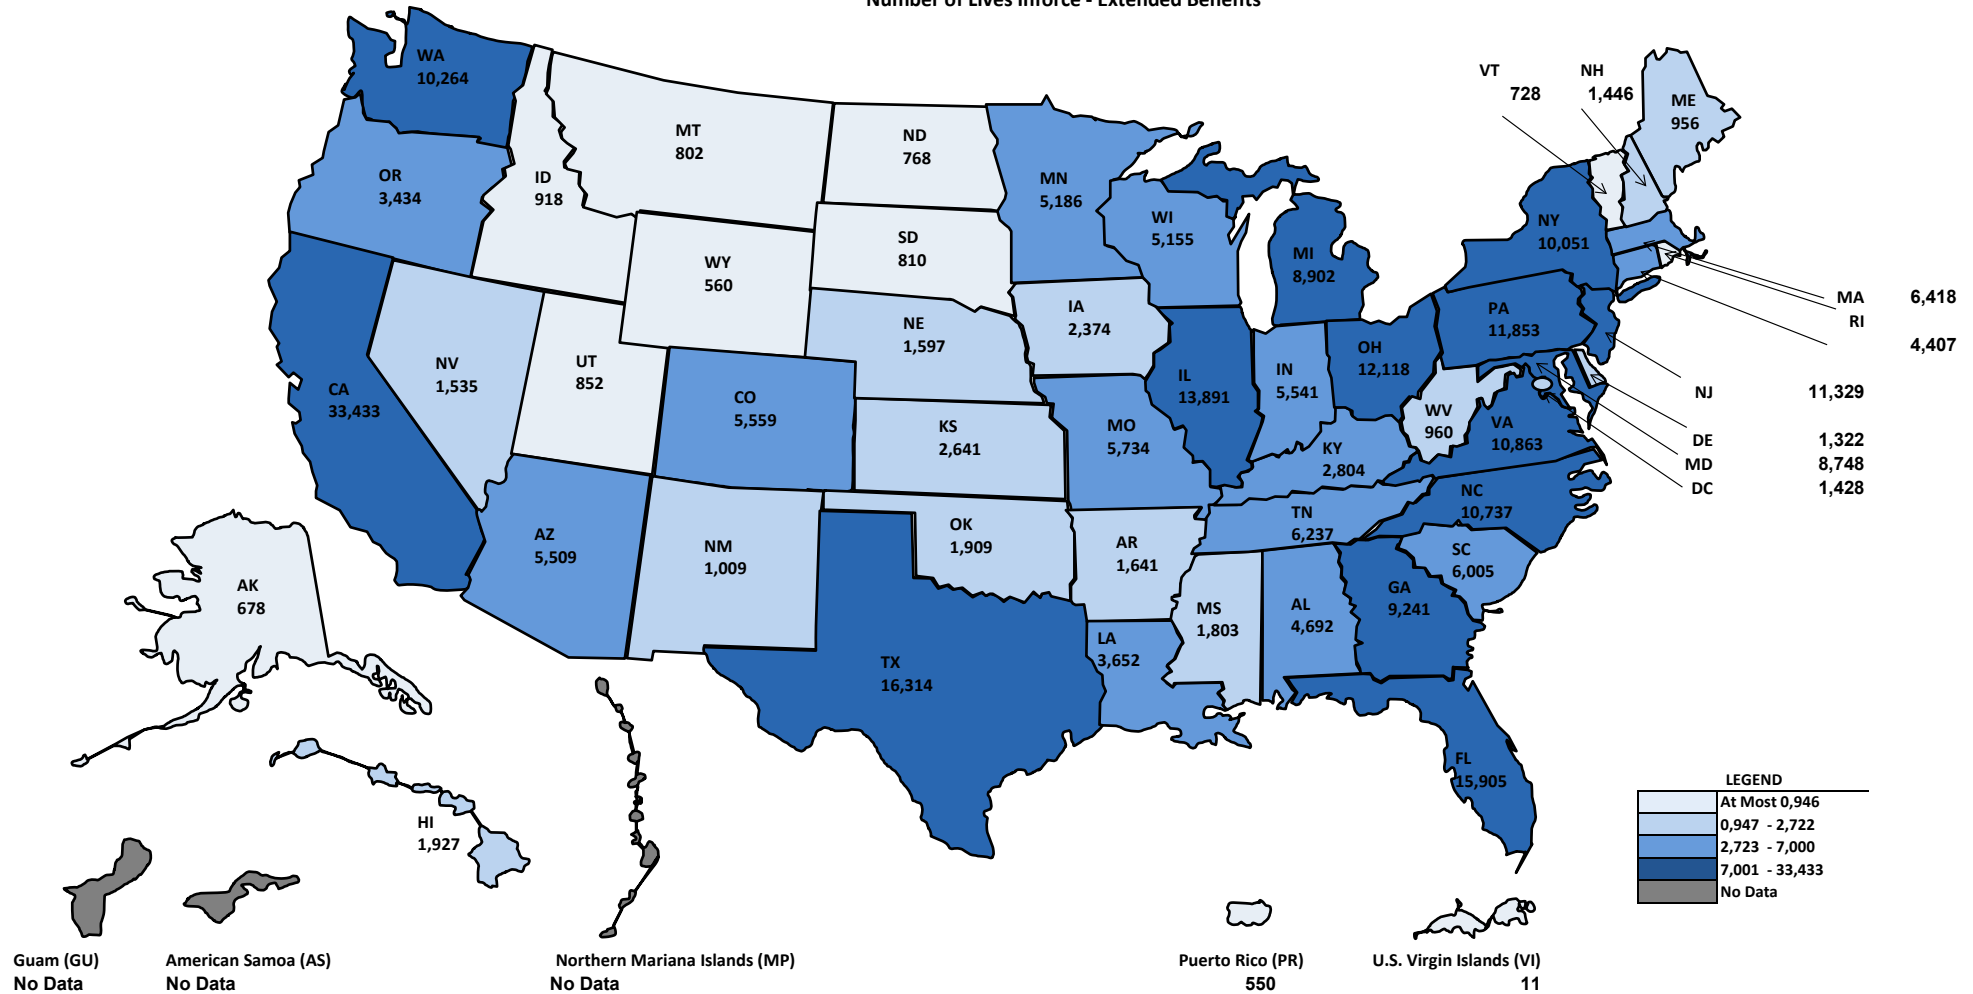 Number of Lives Inforce - Extended Benefits
WA
10,264
OR
3,434
CA
33,433
ID
918
NV
1,535
MT
802
WY
560
UT
852
CO
5,559
AZ
5,509
NM
1,009
ND
768
SD
810
NE
1,597
KS
2,641
OK
1,909
TX
16,314
MN
5,186
IA
2,374
MO
5,734
AR
1,641
LA
3,652
WI
5,155
IL
13,891
MI
8,902
IN
5,541
OH
12,118
KY
2,804
TN
6,237
MS
1,803
AL
4,692
GA
9,241
FL
15,905
SC
6,005
NC
10,737
VA
10,863
WV
960
PA
11,853
NY
10,051
VT
728
NH
1,446
ME
956
MA 6,418
RI
4,407
NJ 11,329
DE 1,322
MD 8,748
DC 1,428
AK
678
HI
1,927
LEGEND
At Most 0,946
0,947 - 2,722
2,723 - 7,000
7,001 - 33,433
No Data
Guam (GU)
No Data
American Samoa (AS)
No Data
Northern Mariana Islands (MP)
No Data
Puerto Rico (PR)
550
U.S. Virgin Islands (VI)
11